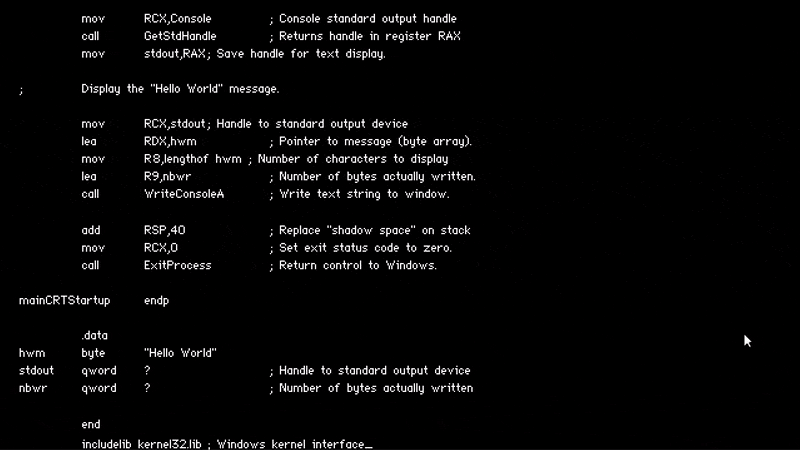 mov RCX,Console ; Console standard output handle
call GetStdHandle ; Returns handle in register RAX
mov stdout,RAX; Save handle for text display.
; Display the "Hello World" message.
mov RCX,stdout; Handle to standard output device
lea RDX,hwm ; Pointer to message (byte array).
mov R8,lengthof hwm ; Number of characters to display
lea R9,nbwr ; Number of bytes actually written.
call WriteConsoleA ; Write text string to window.
add RSP,40 ; Replace "shadow space" on stack
mov RCX,0 ; Set exit status code to zero.
call ExitProcess ; Return control to Windows.
mainCRTStartup endp
.data
hwm byte "Hello World"
stdout qword ? ; Handle to standard output device
nbwr qword ? ; Number of bytes actually written
end
includelib kernel32.lib ; Windows kernel interface_